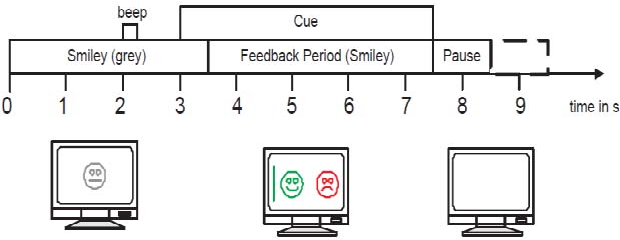 beep
Cue
Smiley (grey) Feedback Period (Smiley) Pause
0 1 2 3 4 5 6 7 8 9 time in s